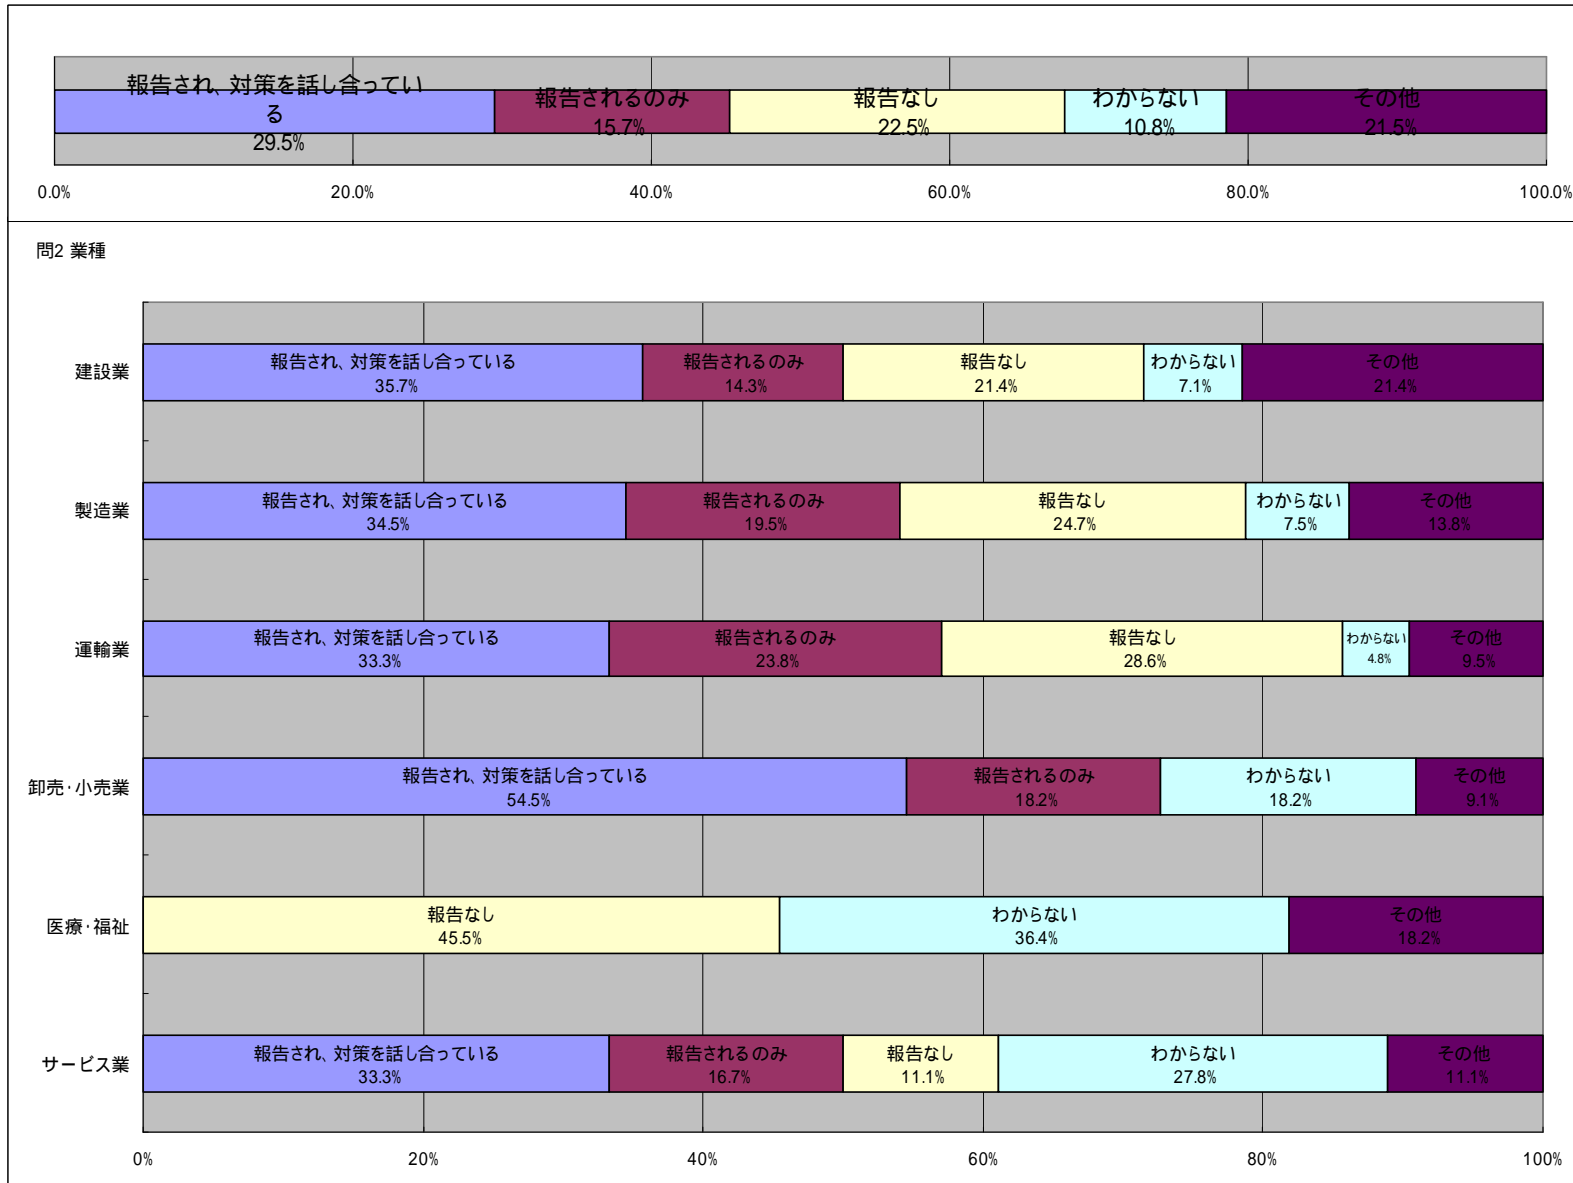 報告され、対策を話し合ってい
る
29.5%
報告されるのみ
15.7%
報告なし
22.5%
わからない
10.8%
その他
21.5%
0.0% 20.0% 40.0% 60.0% 80.0% 100.0%
問2 業種
建設業
報告され、対策を話し合っている
35.7%
報告されるのみ
14.3%
報告なし
21.4%
わからない
7.1%
その他
21.4%
製造業
報告され、対策を話し合っている
34.5%
報告されるのみ
19.5%
報告なし
24.7%
わからない
7.5%
その他
13.8%
運輸業
報告され、対策を話し合っている
33.3%
報告されるのみ
23.8%
報告なし
28.6%
わからない
4.8%
その他
9.5%
卸売・小売業
報告され、対策を話し合っている
54.5%
報告されるのみ
18.2%
わからない
18.2%
その他
9.1%
医療・福祉
報告なし
45.5%
わからない
36.4%
その他
18.2%
サービス業
報告され、対策を話し合っている
33.3%
報告されるのみ
16.7%
報告なし
11.1%
わからない
27.8%
その他
11.1%
0% 20% 40% 60% 80% 100%